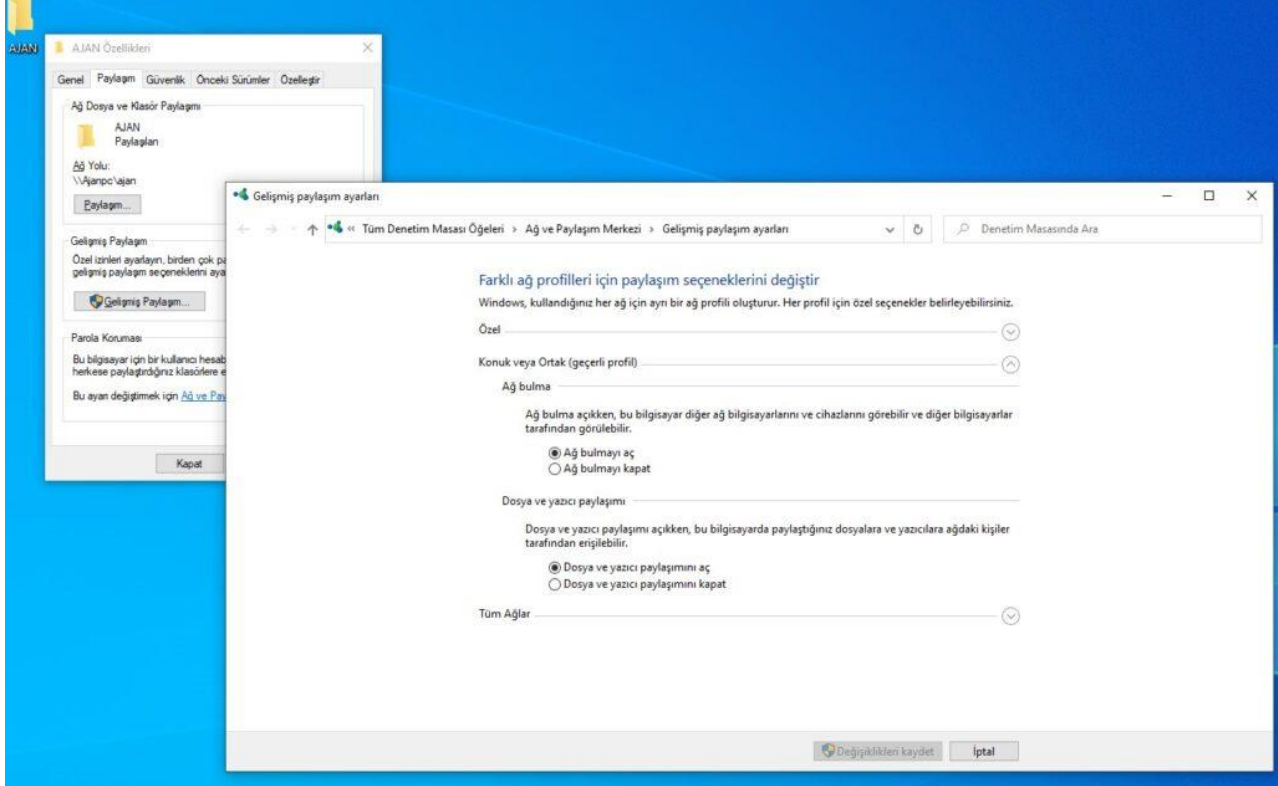 AJAN
AJAN Özellikleri
Genel Paylaşım Güvenlik Önceki Sürümler Özelleştir
Ağ Dosya ve Klasör Paylaşımı
AJAN
Paylaşılan
Ağ Yolu:
\\Ajanpc\ajan
Paylaşım...
Gelişmiş Paylaşım
Özel izinleri ayarlayın, birden çok pa
gelişmiş paylaşım seçeneklerini aya
Gelişmiş Paylaşım...
Parola Koruması
Bu bilgisayar için bir kullanıcı hesab
herkese paylaştırdığınız klasörlere e
Bu ayarı değiştirmek için Ağ ve Pay
Kapat
Gelişmiş paylaşım ayarları
« Tüm Denetim Masası Öğeleri › Ağ ve Paylaşım Merkezi › Gelişmiş paylaşım ayarları
Denetim Masasında Ara
Farklı ağ profilleri için paylaşım seçeneklerini değiştir
Windows, kullandığınız her ağ için ayrı bir ağ profili oluşturur. Her profil için özel seçenekler belirleyebilirsiniz.
Özel
Konuk veya Ortak (geçerli profil)
Ağ bulma
Ağ bulma açıkken, bu bilgisayar diğer ağ bilgisayarlarını ve cihazlarını görebilir ve diğer bilgisayarlar
tarafından görülebilir.
Ağ bulmayı aç
Ağ bulmayı kapat
Dosya ve yazıcı paylaşımı
Dosya ve yazıcı paylaşımı açıkken, bu bilgisayarda paylaştığınız dosyalara ve yazıcılara ağdaki kişiler
tarafından erişilebilir.
Dosya ve yazıcı paylaşımını aç
Dosya ve yazıcı paylaşımını kapat
Tüm Ağlar
Değişiklikleri kaydet
İptal